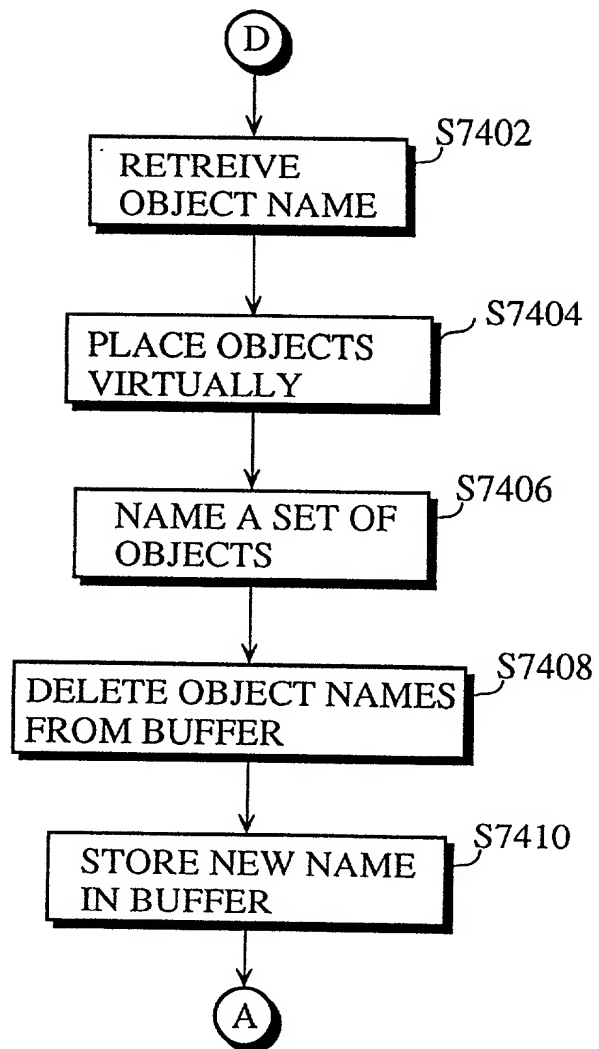 D
S7402
RETREIVE
OBJECT NAME
S7404
PLACE OBJECTS
VIRTUALLY
S7406
NAME A SET OF
OBJECTS
S7408
DELETE OBJECT NAMES
FROM BUFFER
S7410
STORE NEW NAME
IN BUFFER
A